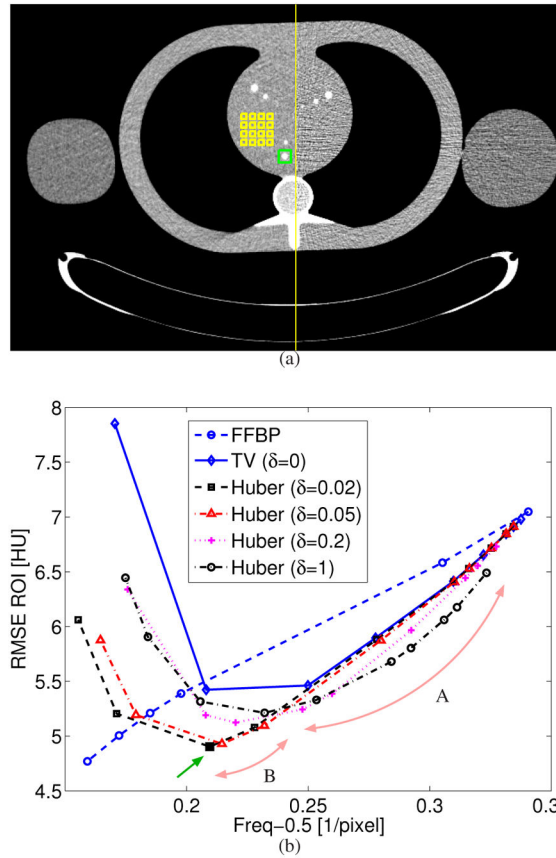 (a)
8
7.5
7
6.5
6
5.5
5
4.5
RMSE ROI [HU]
FFBP
TV (δ=0)
Huber (δ=0.02)
Huber (δ=0.05)
Huber (δ=0.2)
Huber (δ=1)
A
B
0.2
0.25
0.3
0.3
Freq−0.5 [1/pixel]
(b)